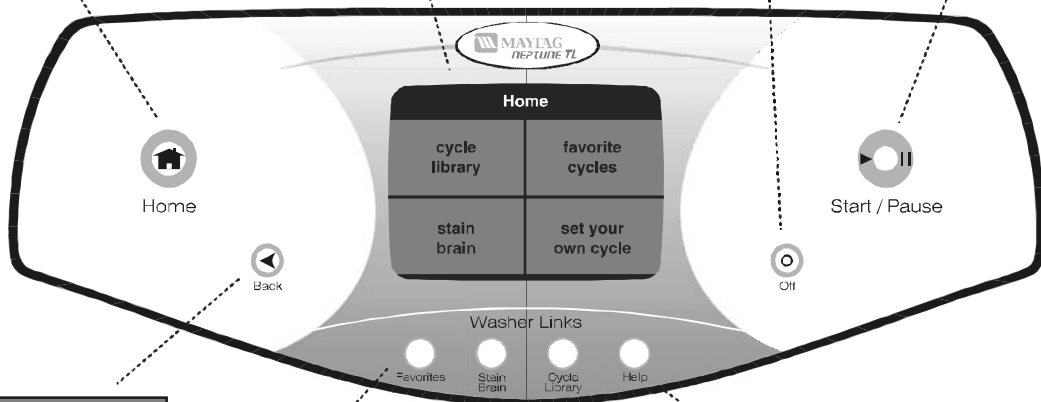 MAYTAG
NEPTUNE TL
Home
cycle
library
favorite
cycles
stain
brain
set your
own cycle
Home
Start / Pause
Back
Off
Washer Links
Favorites
Stain
Brain
Cycle
Library
Help